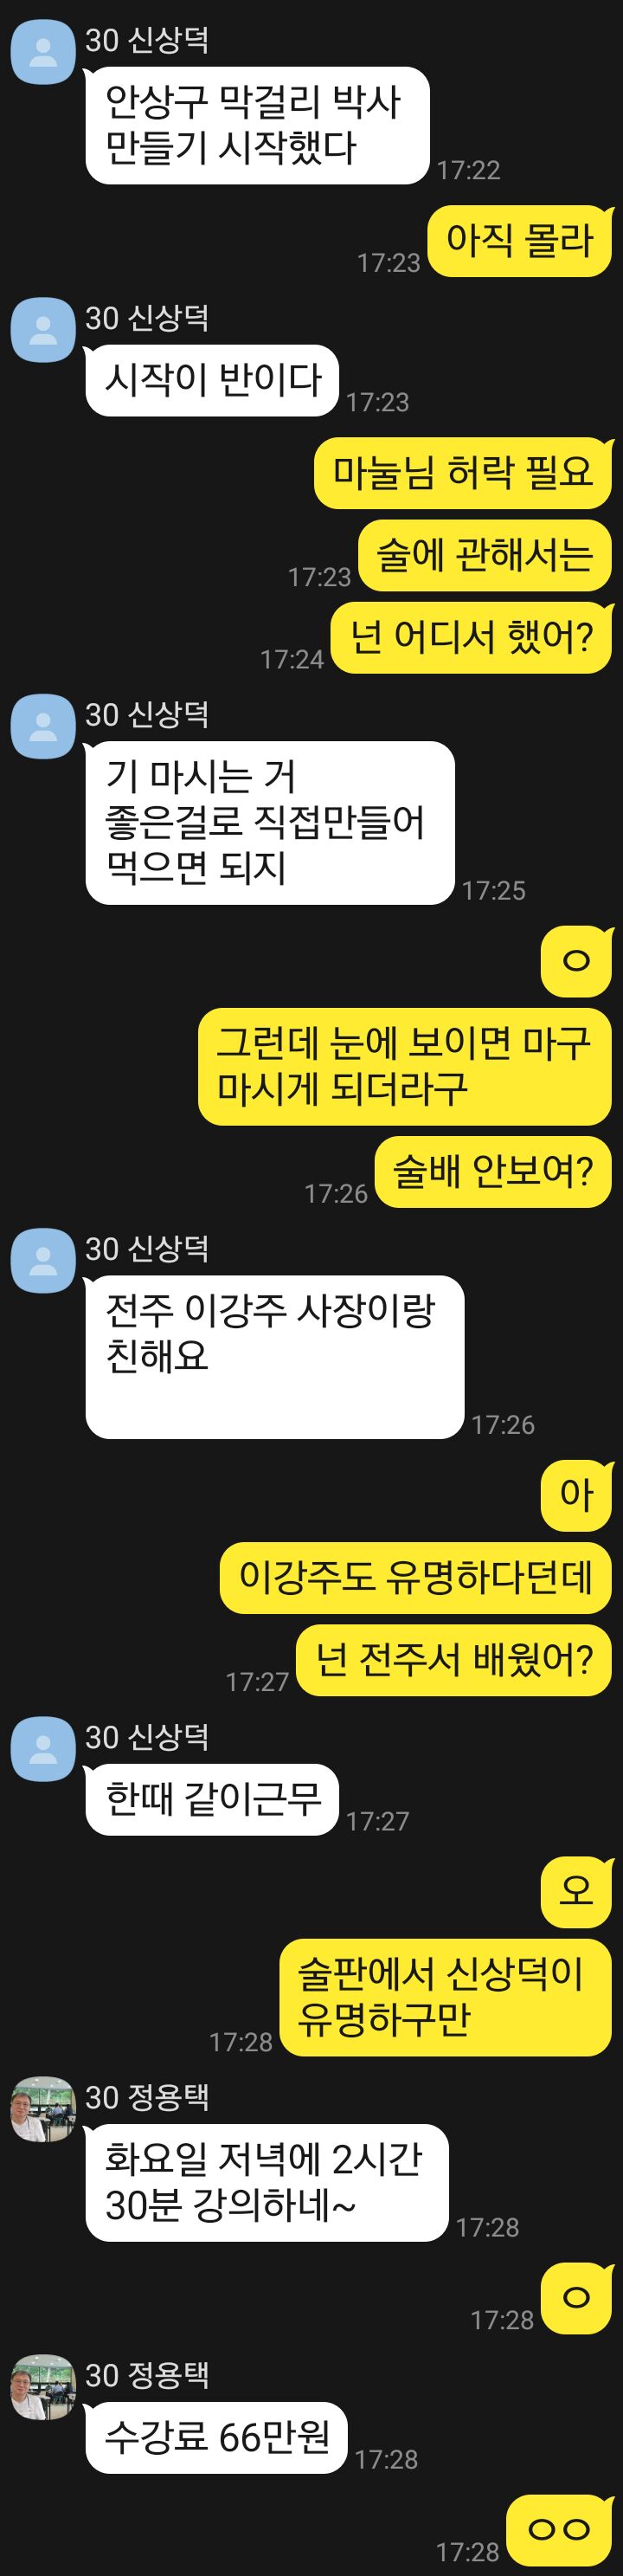 30 신상덕
안상구 막걸리 박사
만들기 시작했다
17:22
아직 몰라
17:23
30 신상덕
시작이 반이다
17:23
마눌님 허락 필요
술에 관해서는
17:23
넌 어디서 했어?
17:24
30 신상덕
기 마시는 거
좋은걸로 직접만들어
먹으면 되지
17:25
ㅇ
그런데 눈에 보이면 마구
마시게 되더라구
술배 안보여?
17:26
30 신상덕
전주 이강주 사장이랑
친해요
17:26
아
이강주도 유명하다던데
넌 전주서 배웠어?
17:27
30 신상덕
한때 같이근무
17:27
오
술판에서 신상덕이
유명하구만
17:28
30 정용택
화요일 저녁에 2시간
30분 강의하네~
17:28
ㅇ
17:28
30 정용택
수강료 66만원
17:28
ㅇㅇ
17:28